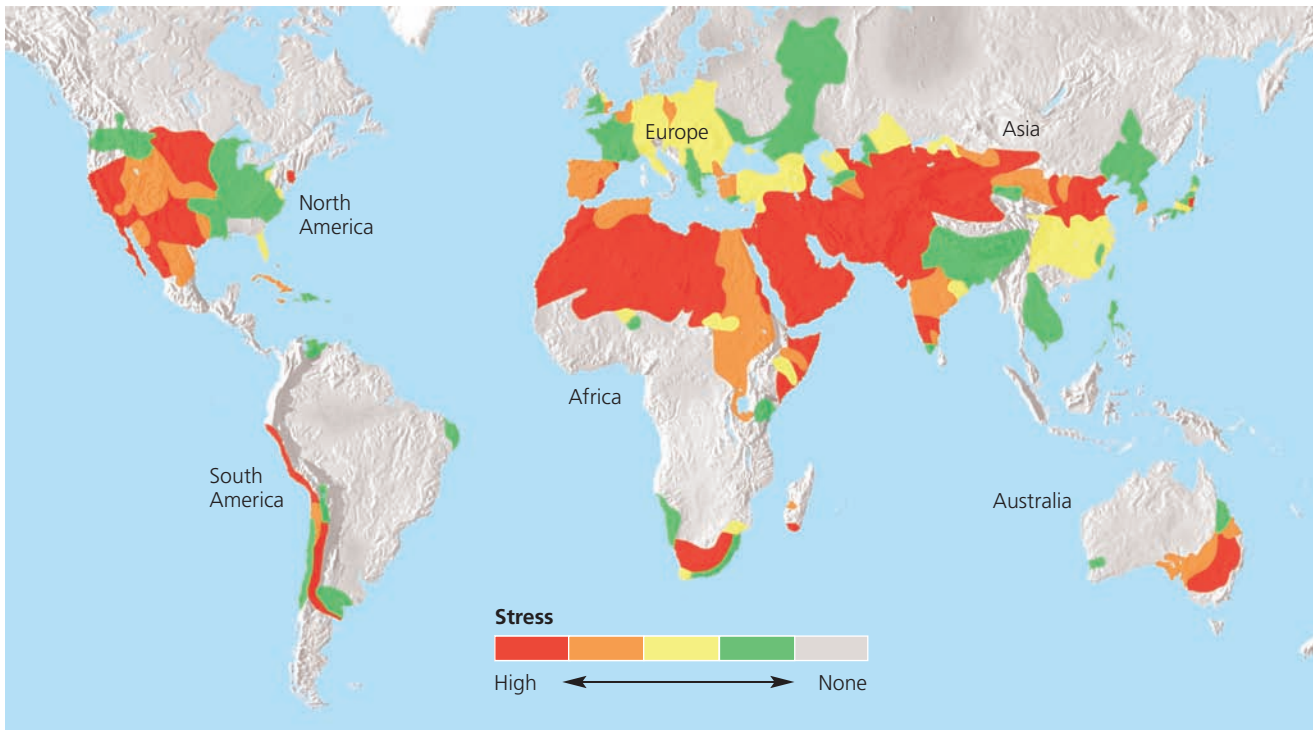 Europe
Asia
North
America
Africa
South
America
Australia
Stress
High
None